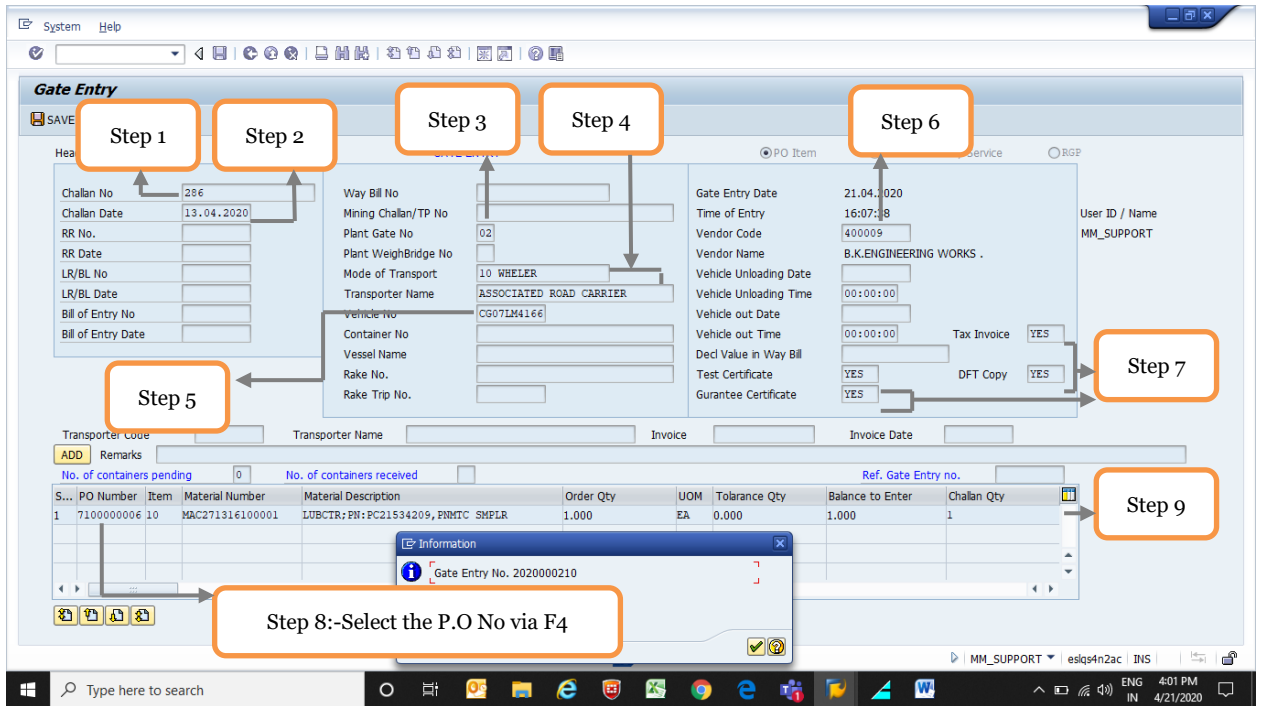 System Help
Gate Entry
SAVE
Step 1
Step 2
Step 3
Step 4
Step 6
PO Item
Service
RGP
Challan No 286
Challan Date 13.04.2020
RR No.
RR Date
LR/BL No
LR/BL Date
Bill of Entry No
Bill of Entry Date
Way Bill No
Mining Challan/TP No
Plant Gate No 02
Plant WeighBridge No
Mode of Transport 10 WHELER
Transporter Name ASSOCIATED ROAD CARRIER
Vehicle No CG07LM4166
Container No
Vessel Name
Rake No.
Rake Trip No.
Gate Entry Date 21.04.2020
Time of Entry 16:07:
Vendor Code 400009
Vendor Name B.K.ENGINEERING WORKS .
Vehicle Unloading Date
Vehicle Unloading Time 00:00:00
Vehicle out Date
Vehicle out Time 00:00:00 Tax Invoice YES
Decl Value in Way Bill
Test Certificate YES DFT Copy YES
Gurantee Certificate YES
User ID / Name
MM_SUPPORT
Step 5
Step 7
Transporter Code Transporter Name Invoice Invoice Date
ADD Remarks
No. of containers pending 0 No. of containers received Ref. Gate Entry no.
S... PO Number Item Material Number Material Description Order Qty UOM Tolarance Qty Balance to Enter Challan Qty
1 7100000006 10 MAC271316100001 LUBCTR;PN:PC21534209,PNMTC SMPLR 1.000 EA 0.000 1.000 1
Step 9
Information
Gate Entry No. 2020000210
Step 8:-Select the P.O No via F4
MM_SUPPORT eslqs4n2ac INS
Type here to search
ENG 4:01 PM
IN 4/21/2020